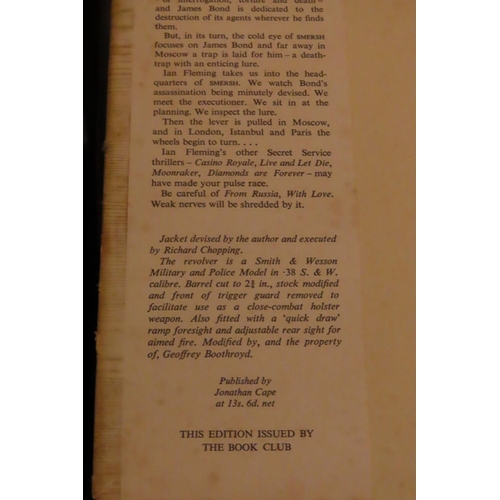 of interrogation, torture and death –
and James Bond is dedicated to the
destruction of its agents wherever he finds
them.
But, in its turn, the cold eye of SMERSH
focuses on James Bond and far away in
Moscow a trap is laid for him – a death-
trap with an enticing lure.
Ian Fleming takes us into the head-
quarters of SMERSH. We watch Bond's
assassination being minutely devised. We
meet the executioner. We sit in at the
planning. We inspect the lure.
Then the lever is pulled in Moscow,
and in London, Istanbul and Paris the
wheels begin to turn. . . .
Ian Fleming's other Secret Service
thrillers – Casino Royale, Live and Let Die,
Moonraker, Diamonds are Forever – may
have made your pulse race.
Be careful of From Russia, With Love.
Weak nerves will be shredded by it.
Jacket devised by the author and executed
by Richard Chopping.
The revolver is a Smith & Wesson
Military and Police Model in ·38 S. & W.
calibre. Barrel cut to 2¾ in., stock modified
and front of trigger guard removed to
facilitate use as a close-combat holster
weapon. Also fitted with a 'quick draw'
ramp foresight and adjustable rear sight for
aimed fire. Modified by, and the property
of, Geoffrey Boothroyd.
Published by
Jonathan Cape
at 13s. 6d. net
THIS EDITION ISSUED BY
THE BOOK CLUB